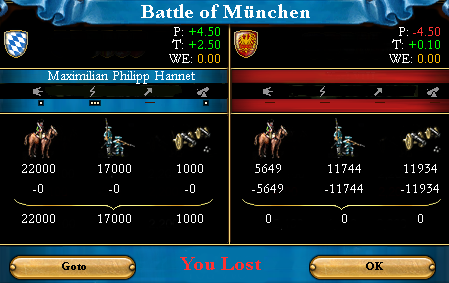 Battle of München
P: +4.50
T: +2.50
WE: 0.00
P: -4.50
T: +0.10
WE: 0.00
Maximilian Philipp Hannet
22000 17000 1000
-0 -0 -0
22000 17000 1000
5649 11744 11934
-5649 -11744 -11934
0 0 0
Goto
You Lost
OK